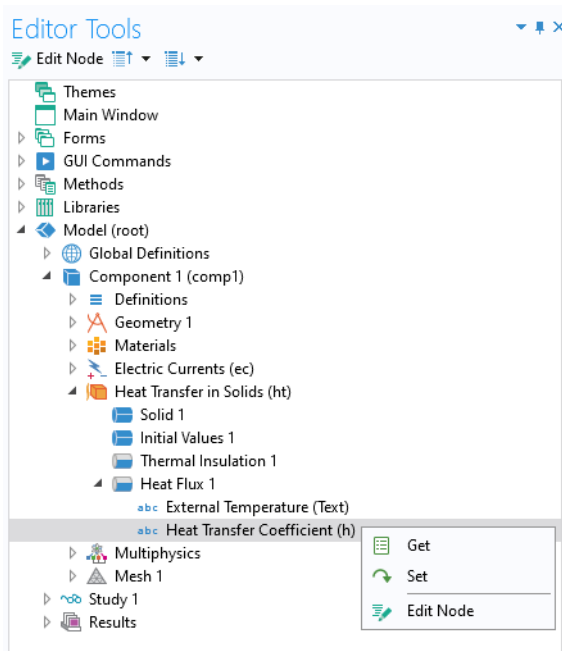 Editor Tools
Edit Node
Themes
Main Window
Forms
GUI Commands
Methods
Libraries
Model (root)
Global Definitions
Component 1 (comp1)
Definitions
Geometry 1
Materials
Electric Currents (ec)
Heat Transfer in Solids (ht)
Solid 1
Initial Values 1
Thermal Insulation 1
Heat Flux 1
abc External Temperature (Text)
abc Heat Transfer Coefficient (h)
Get
Multiphysics
Set
Mesh 1
Study 1
Edit Node
Results